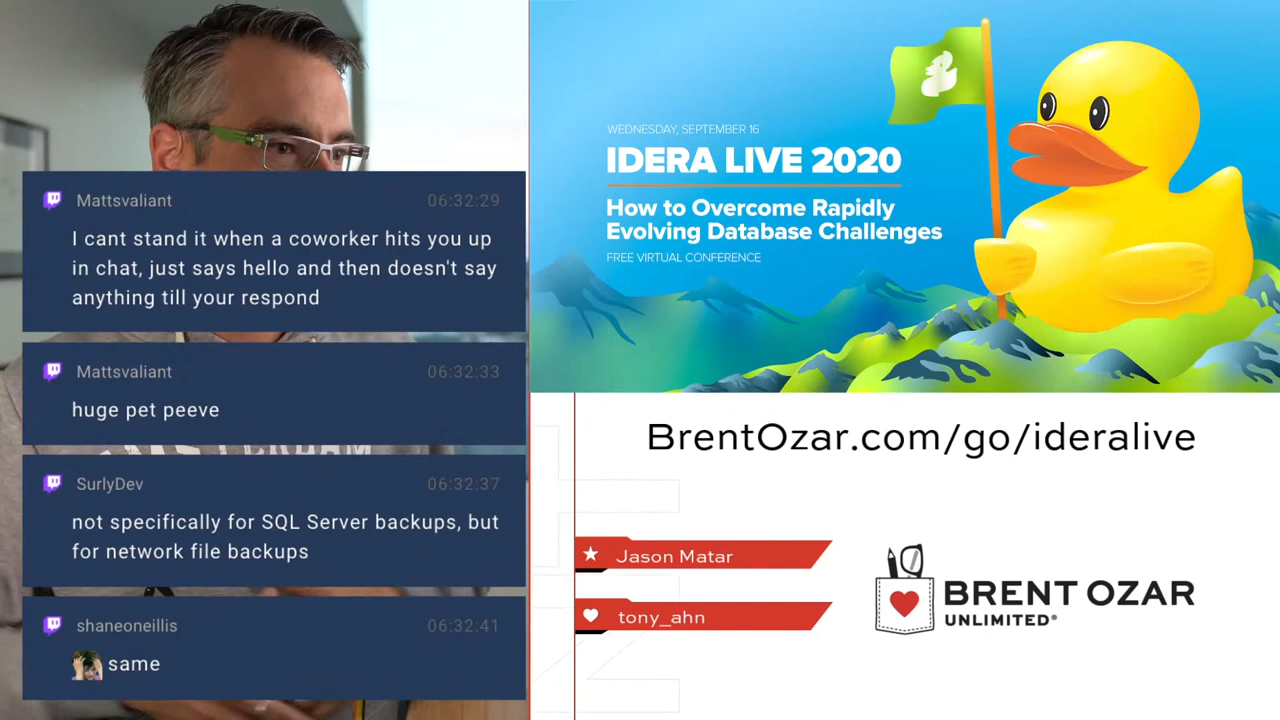 Mattsvaliant 06:32:29
I cant stand it when a coworker hits you up
in chat, just says hello and then doesn't say
anything till your respond
Mattsvaliant 06:32:33
huge pet peeve
SurlyDev 06:32:37
not specifically for SQL Server backups, but
for network file backups
shaneoneillis 06:32:41
same
WEDNESDAY, SEPTEMBER 16
IDERA LIVE 2020
How to Overcome Rapidly
Evolving Database Challenges
FREE VIRTUAL CONFERENCE
BrentOzar.com/go/ideralive
Jason Matar
tony_ahn
BRENT OZAR
UNLIMITED®